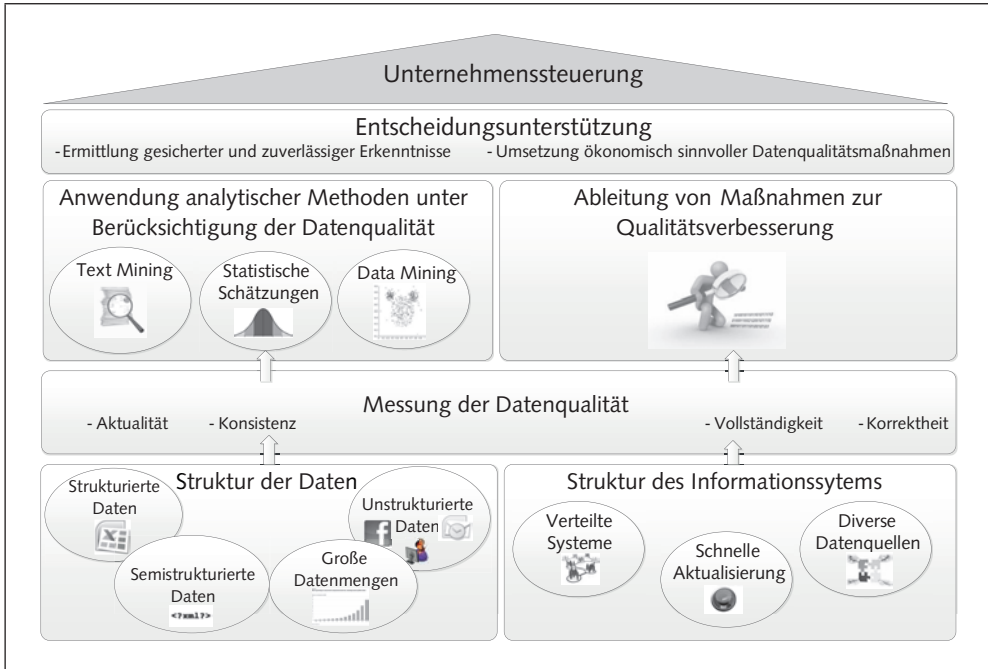 Unternehmenssteuerung
Entscheidungsunterstützung
- Ermittlung gesicherter und zuverlässiger Erkenntnisse - Umsetzung ökonomisch sinnvoller Datenqualitätsmaßnahmen
Anwendung analytischer Methoden unter
Berücksichtigung der Datenqualität
Text Mining
Statistische
Schätzungen
Data Mining
Ableitung von Maßnahmen zur
Qualitätsverbesserung
Messung der Datenqualität
- Aktualität - Konsistenz - Vollständigkeit - Korrektheit
Struktur der Daten
Strukturierte
Daten
Semistrukturierte
Daten
<?xml?>
Große
Datenmengen
Unstrukturierte
Daten
f
Struktur des Informationssytems
Verteilte
Systeme
Schnelle
Aktualisierung
Diverse
Datenquellen